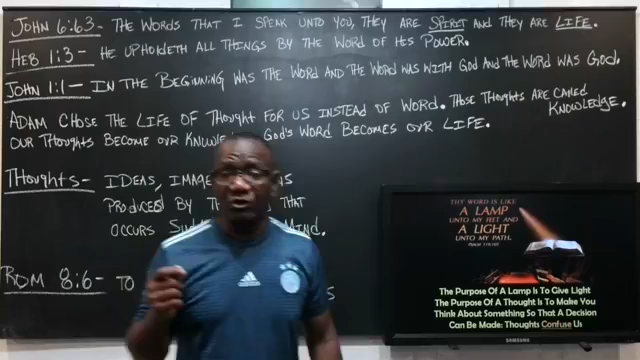 JOHN 6:63 - THE WORDS THAT I SPEAK UNTO YOU, THEY ARE SPIRIT AND THEY ARE LIFE.
HEB 1:3 - HE UPHOLDETH ALL THINGS BY THE WORD OF HIS POWER.
JOHN 1:1 - IN THE BEGINNING WAS THE WORD AND THE WORD WAS WITH GOD AND THE WORD WAS GOD.
ADAM CHOSE THE LIFE OF THOUGHT FOR US INSTEAD OF WORD. THOSE THOUGHTS ARE CALLED KNOWLEDGE.
OUR THOUGHTS BECOME OUR GOD'S WORD BECOMES OUR LIFE.
THOUGHTS - IDEAS,
PRODUCED BY THAT
OCCURS MIND.
ROM 8:6 - TO
adidas
THY WORD IS LIKE
A LAMP
UNTO MY FEET AND
A LIGHT
UNTO MY PATH.
PSALM 119:105
The Purpose Of A Lamp Is To Give Light
The Purpose Of A Thought Is To Make You
Think About Something So That A Decision
Can Be Made: Thoughts Confuse Us
SAMSUNG